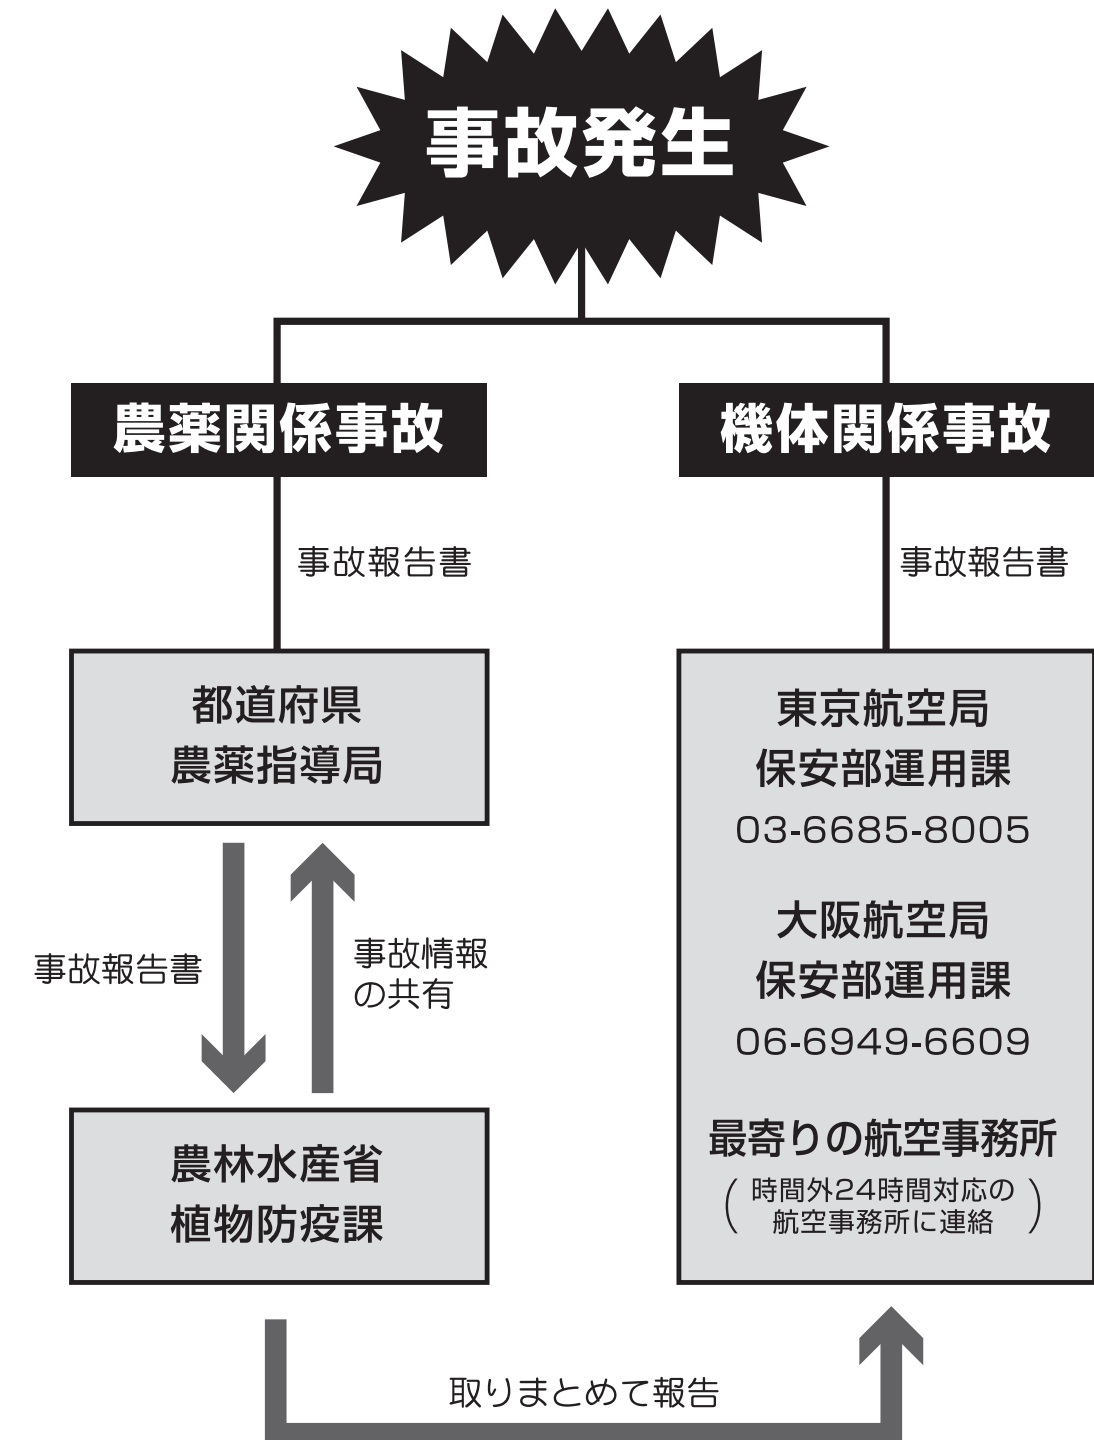 事故発生
農薬関係事故
事故報告書
都道府県
農薬指導局
事故報告書
事故情報
の共有
農林水産省
植物防疫課
機体関係事故
事故報告書
東京航空局
保安部運用課
03-6685-8005
大阪航空局
保安部運用課
06-6949-6609
最寄りの航空事務所
(時間外24時間対応の
航空事務所に連絡)
取りまとめて報告